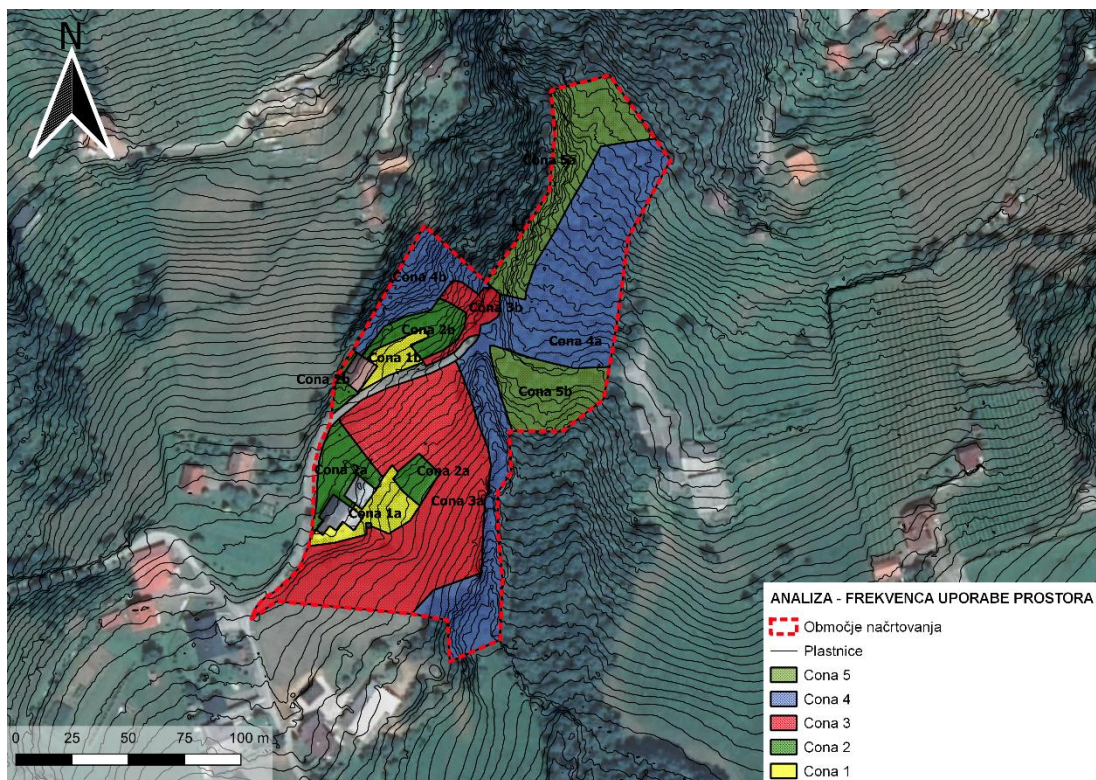 N
Cona 5a
Cona 4b
Cona 3b
Cona 2b
Cona 4a
Cona 1b
Cona 2b
Cona 5b
Cona 2a
Cona 2a
Cona 3a
Cona 1a
0 25 50 75 100 m
ANALIZA - FREKVENCA UPORABE PROSTORA
Območje načrtovanja
Plastnice
Cona 5
Cona 4
Cona 3
Cona 2
Cona 1